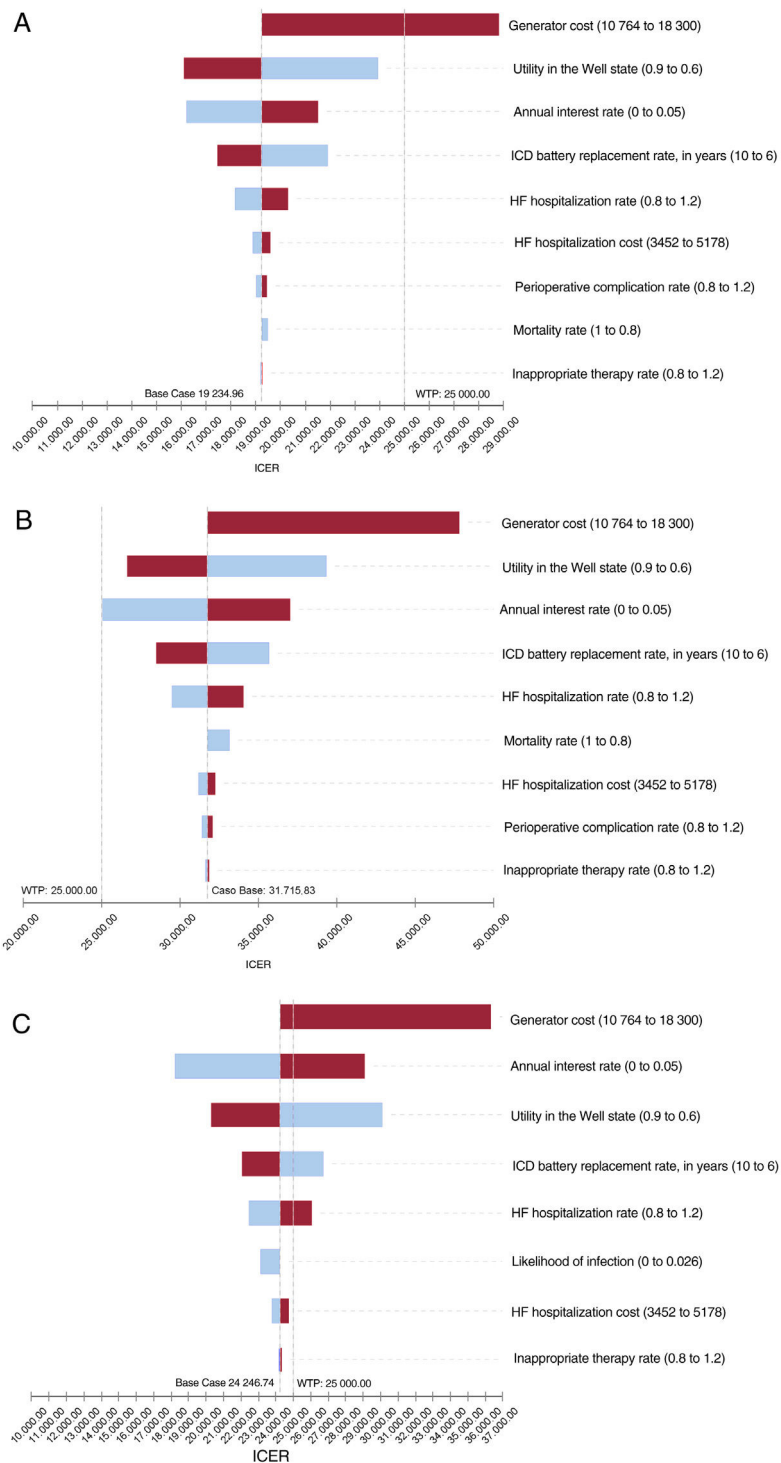 A
Generator cost (10 764 to 18 300)
Utility in the Well state (0.9 to 0.6)
Annual interest rate (0 to 0.05)
ICD battery replacement rate, in years (10 to 6)
HF hospitalization rate (0.8 to 1.2)
HF hospitalization cost (3452 to 5178)
Perioperative complication rate (0.8 to 1.2)
Mortality rate (1 to 0.8)
Inappropriate therapy rate (0.8 to 1.2)
Base Case 19 234.96 WTP: 25 000.00
10.000.00 11.000.00 12.000.00 13.000.00 14.000.00 15.000.00 16.000.00 17.000.00 18.000.00 19.000.00 20.000.00 21.000.00 22.000.00 23.000.00 24.000.00 25.000.00 26.000.00 27.000.00 28.000.00 29.000.00
ICER
B
Generator cost (10 764 to 18 300)
Utility in the Well state (0.9 to 0.6)
Annual interest rate (0 to 0.05)
ICD battery replacement rate, in years (10 to 6)
HF hospitalization rate (0.8 to 1.2)
Mortality rate (1 to 0.8)
HF hospitalization cost (3452 to 5178)
Perioperative complication rate (0.8 to 1.2)
Inappropriate therapy rate (0.8 to 1.2)
WTP: 25.000.00 Caso Base: 31.715,83
20.000.00 25.000.00 30.000.00 35.000.00 40.000.00 45.000.00 50.000.00
ICER
C
Generator cost (10 764 to 18 300)
Annual interest rate (0 to 0.05)
Utility in the Well state (0.9 to 0.6)
ICD battery replacement rate, in years (10 to 6)
HF hospitalization rate (0.8 to 1.2)
Likelihood of infection (0 to 0.026)
HF hospitalization cost (3452 to 5178)
Inappropriate therapy rate (0.8 to 1.2)
Base Case 24 246.74 WTP: 25 000.00
10.000.00 11.000.00 12.000.00 13.000.00 14.000.00 15.000.00 16.000.00 17.000.00 18.000.00 19.000.00 20.000.00 21.000.00 22.000.00 23.000.00 24.000.00 25.000.00 26.000.00 27.000.00 28.000.00 29.000.00 30.000.00 31.000.00 32.000.00 33.000.00 34.000.00 35.000.00 36.000.00 37.000.00
ICER